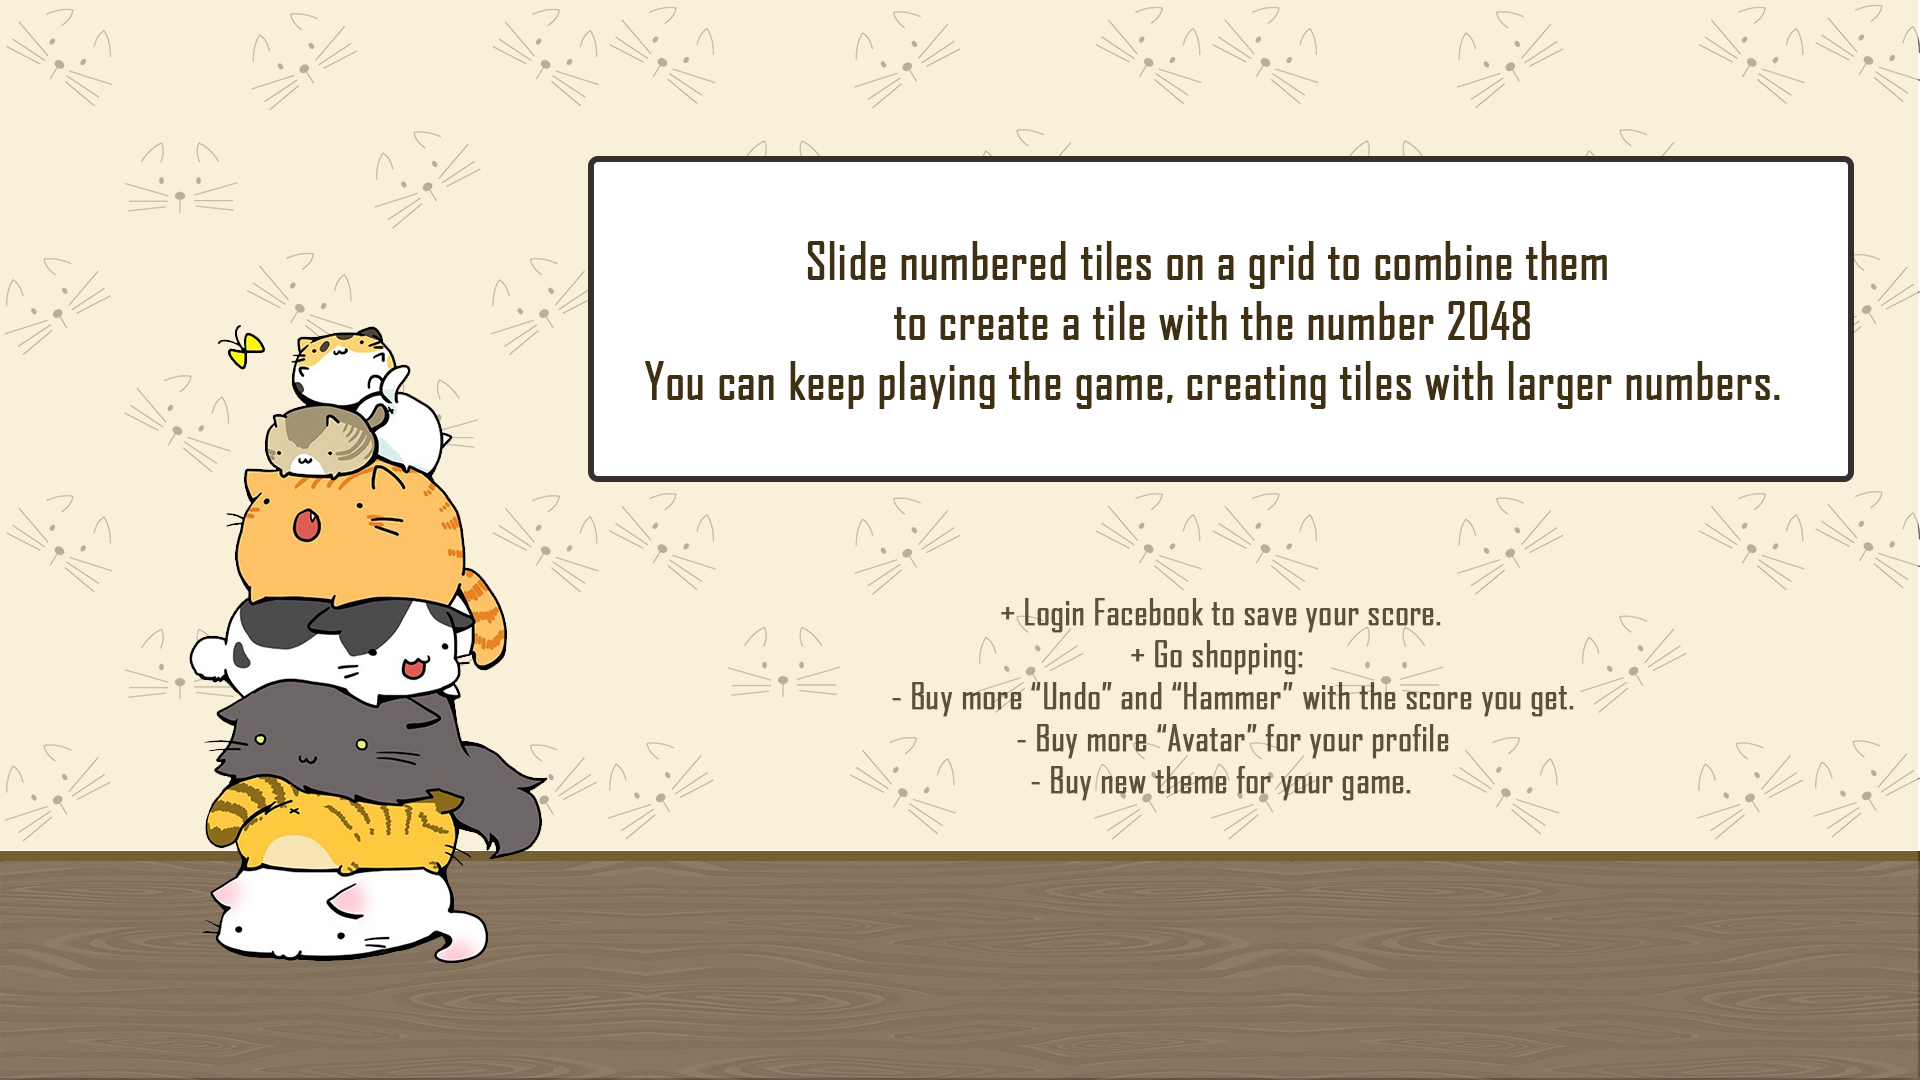 Slide numbered tiles on a grid to combine them
to create a tile with the number 2048
You can keep playing the game, creating tiles with larger numbers.
+ Login Facebook to save your score.
+ Go shopping:
- Buy more “Undo” and “Hammer” with the score you get.
- Buy more “Avatar” for your profile
- Buy new theme for your game.